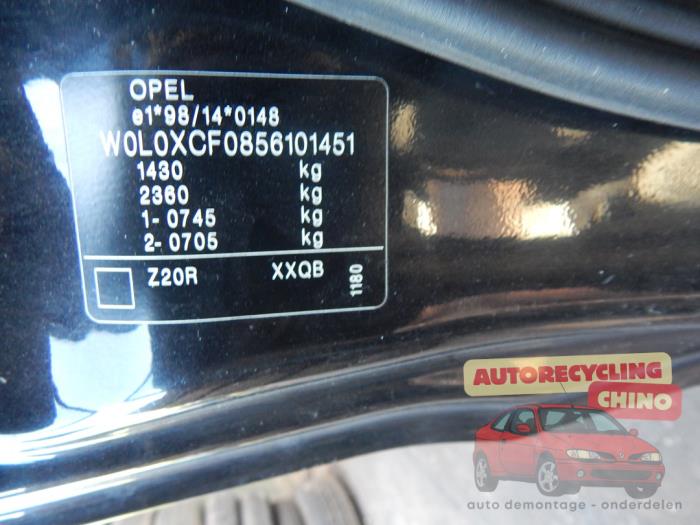 OPEL
e1*98/14*0148
W0L0XCF0856101451
1430 kg
2360 kg
1- 0745 kg
2- 0705 kg
Z20R XXQB 1180
AUTORECYCLING
CHINO
auto demontage - onderdelen